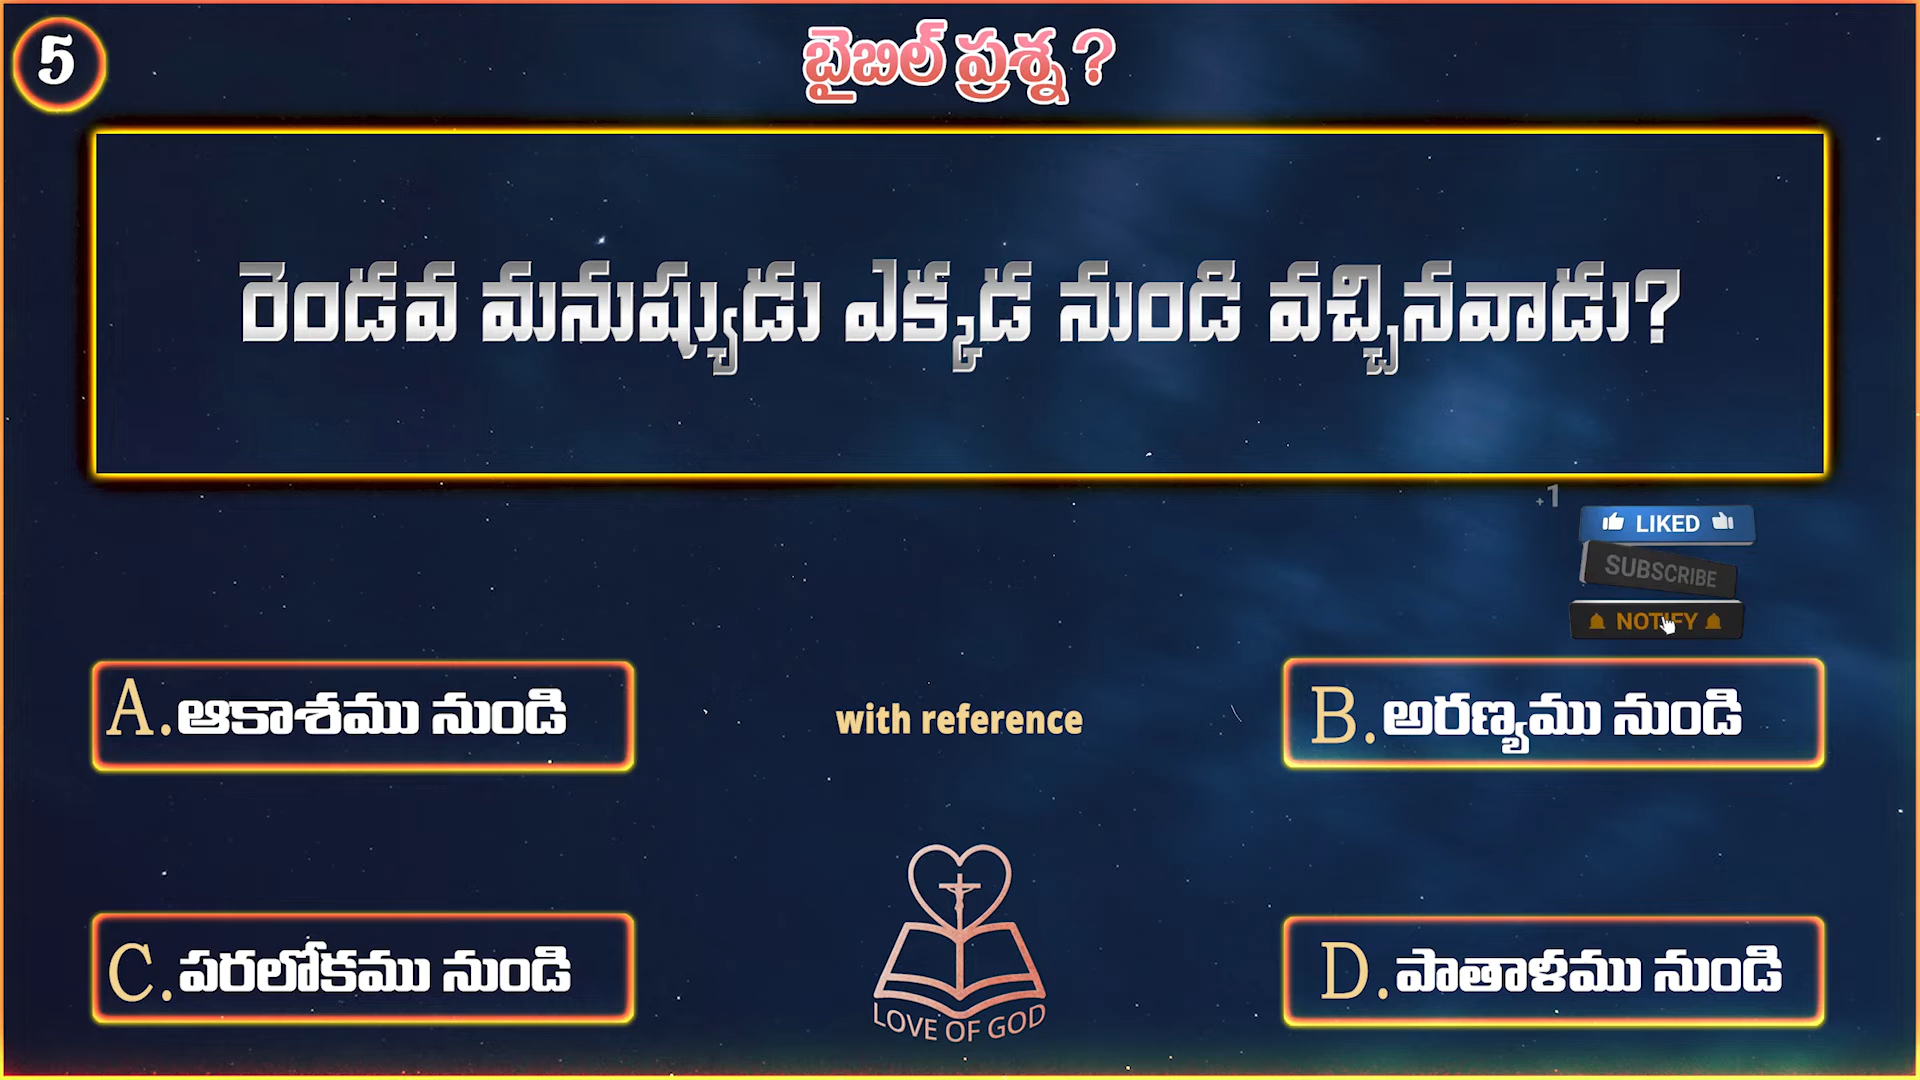 5
బైబిల్ ప్రశ్న ?
రెండవ మనుష్యుడు ఎక్కడ నుండి వచ్చినవాడు?
+1
LIKED
SUBSCRIBE
NOTIFY
A.ఆకాశము నుండి
with reference
B.అరణ్యము నుండి
C.పరలోకము నుండి
D.పాతాళము నుండి
LOVE OF GOD